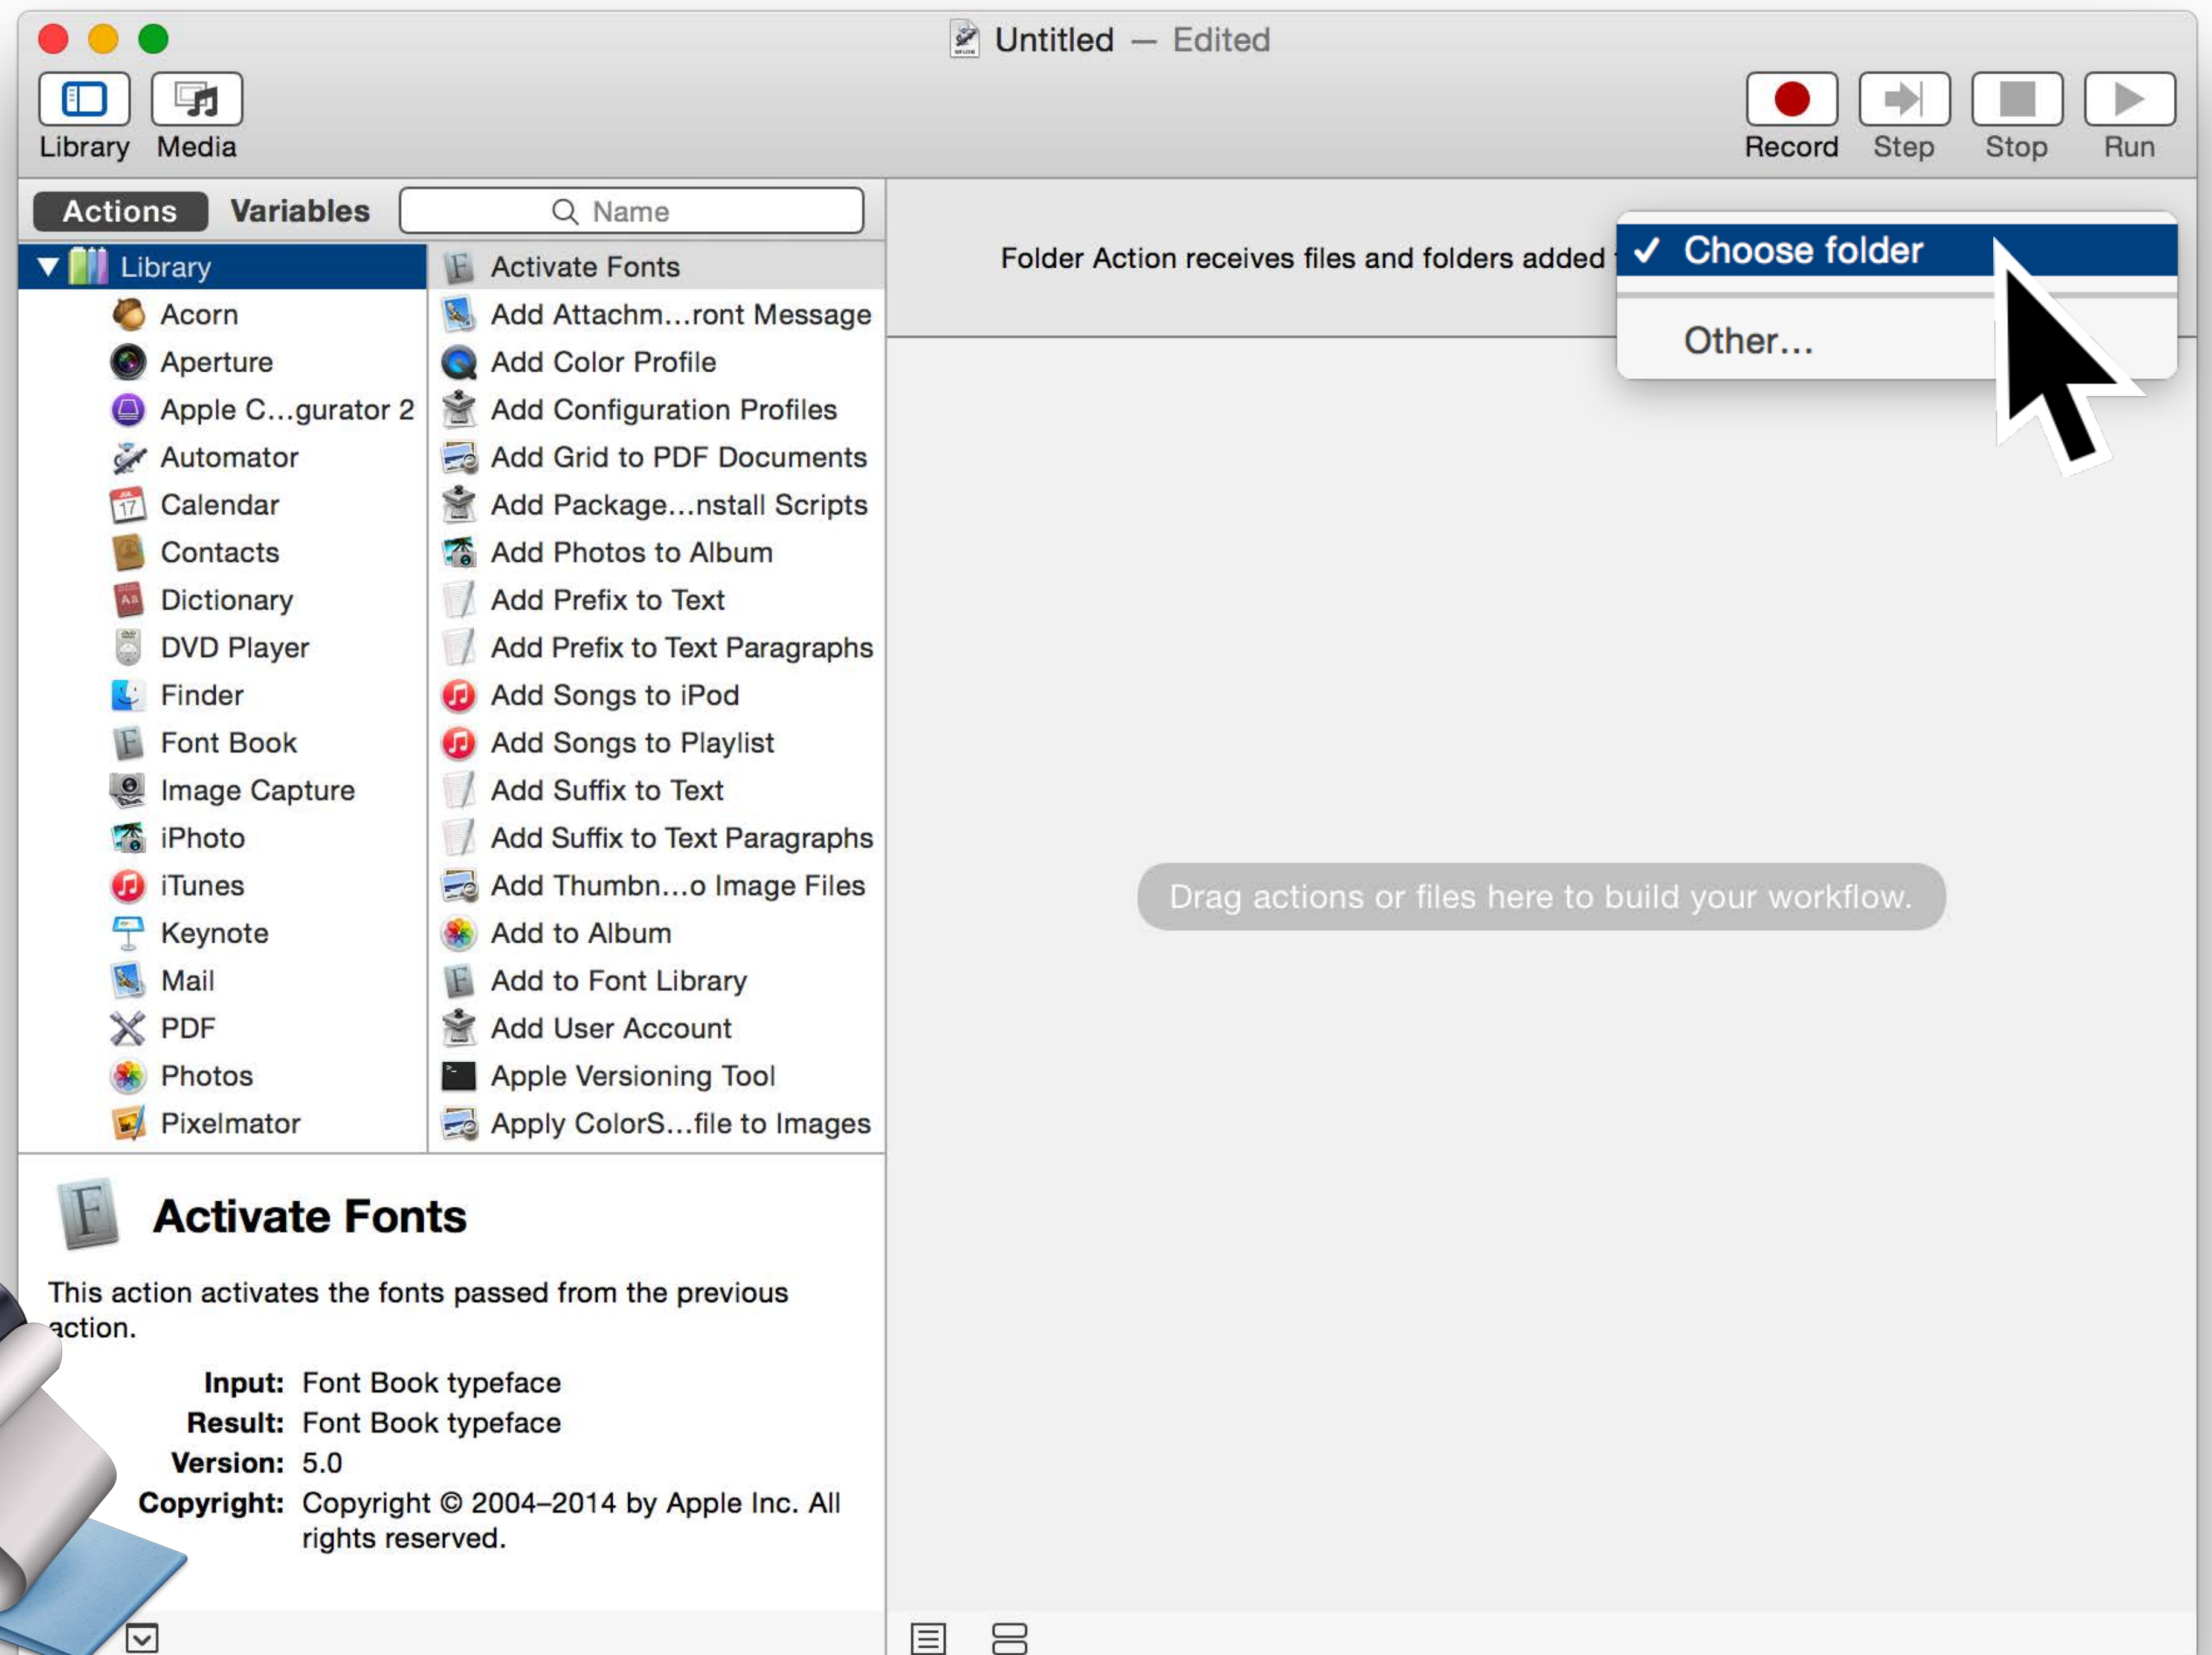 Untitled — Edited
Library
Media
Record
Step
Stop
Run
Actions
Variables
Name
Library
Acorn
Aperture
Apple C...gurator 2
Automator
Calendar
Contacts
Dictionary
DVD Player
Finder
Font Book
Image Capture
iPhoto
iTunes
Keynote
Mail
PDF
Photos
Pixelmator
Activate Fonts
Add Attachm...ront Message
Add Color Profile
Add Configuration Profiles
Add Grid to PDF Documents
Add Package...nstall Scripts
Add Photos to Album
Add Prefix to Text
Add Prefix to Text Paragraphs
Add Songs to iPod
Add Songs to Playlist
Add Suffix to Text
Add Suffix to Text Paragraphs
Add Thumbn...o Image Files
Add to Album
Add to Font Library
Add User Account
Apple Versioning Tool
Apply ColorS...file to Images
Folder Action receives files and folders added
✓ Choose folder
Other...
Drag actions or files here to build your workflow.
Activate Fonts
This action activates the fonts passed from the previous
action.
Input: Font Book typeface
Result: Font Book typeface
Version: 5.0
Copyright: Copyright © 2004–2014 by Apple Inc. All
rights reserved.